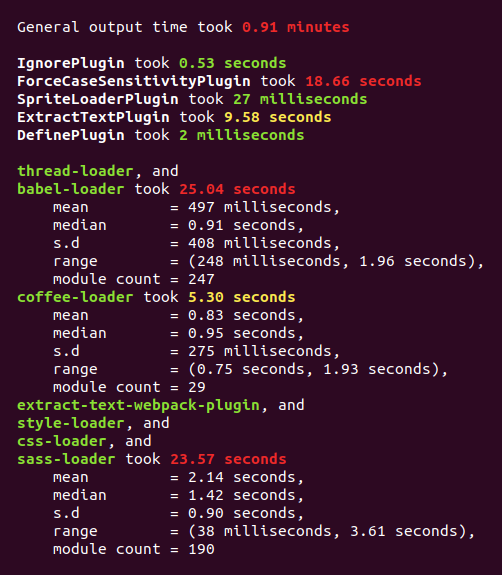 General output time took 0.91 minutes
IgnorePlugin took 0.53 seconds
ForceCaseSensitivityPlugin took 18.66 seconds
SpriteLoaderPlugin took 27 milliseconds
ExtractTextPlugin took 9.58 seconds
DefinePlugin took 2 milliseconds
thread-loader, and
babel-loader took 25.04 seconds
mean = 497 milliseconds,
median = 0.91 seconds,
s.d = 408 milliseconds,
range = (248 milliseconds, 1.96 seconds),
module count = 247
coffee-loader took 5.30 seconds
mean = 0.83 seconds,
median = 0.95 seconds,
s.d = 275 milliseconds,
range = (0.75 seconds, 1.93 seconds),
module count = 29
extract-text-webpack-plugin, and
style-loader, and
css-loader, and
sass-loader took 23.57 seconds
mean = 2.14 seconds,
median = 1.42 seconds,
s.d = 0.90 seconds,
range = (38 milliseconds, 3.61 seconds),
module count = 190